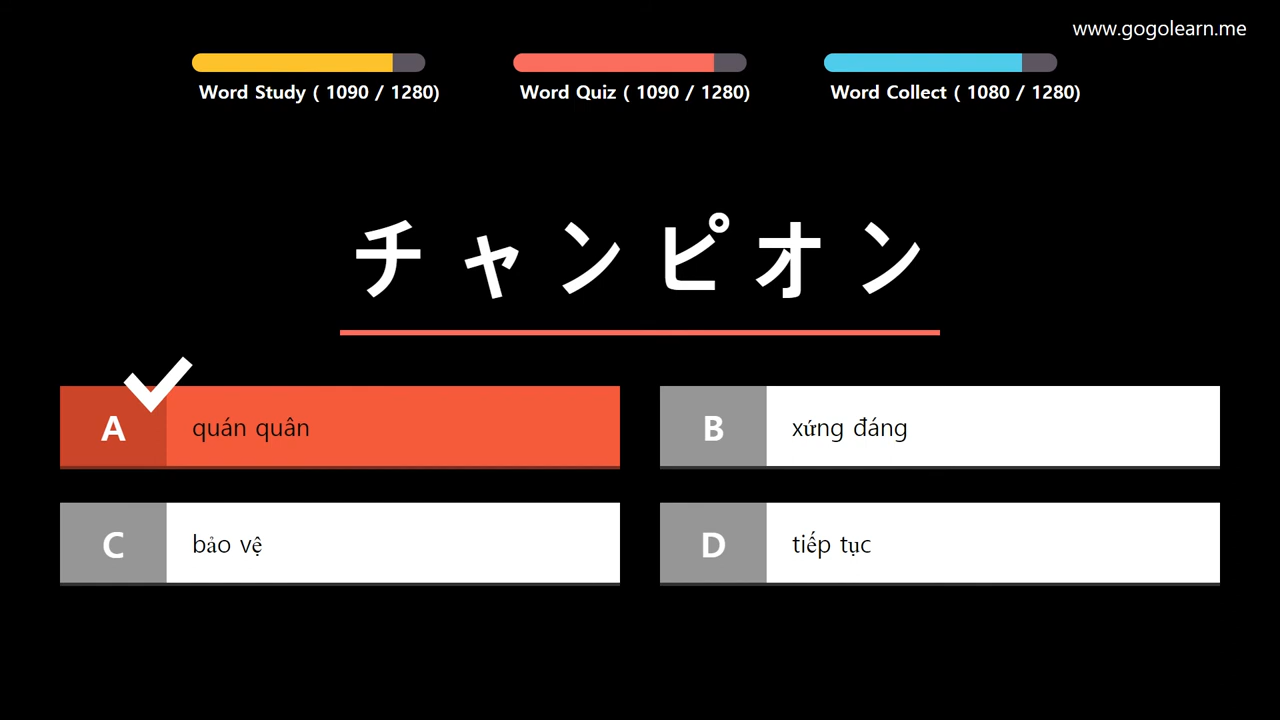 www.gogolearn.me
Word Study ( 1090 / 1280)
Word Quiz ( 1090 / 1280)
Word Collect ( 1080 / 1280)
チャンピオン
A quán quân
B xứng đáng
C bảo vệ
D tiếp tục